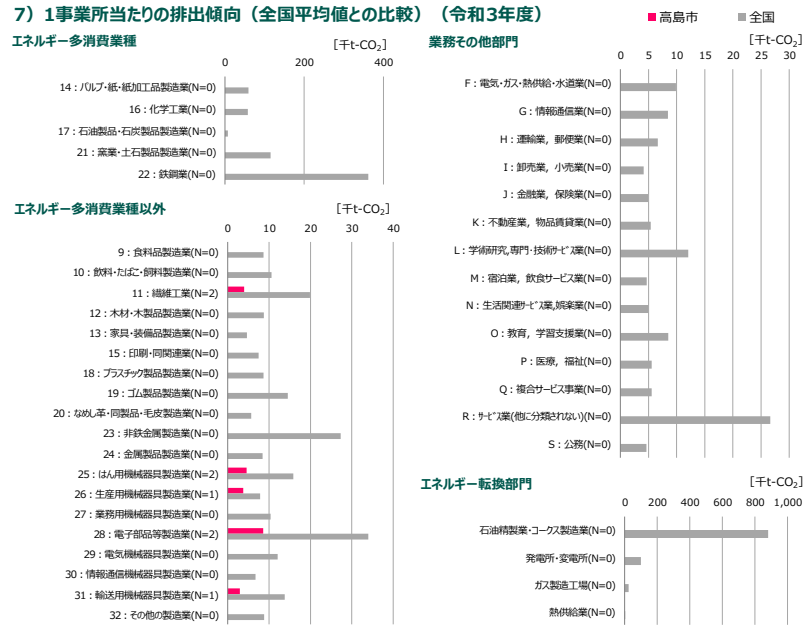 7）1事業所当たりの排出傾向（全国平均値との比較）（令和3年度）
■高島市 ■全国
エネルギー多消費業種
[千t-CO₂]
0 200 400
14：パルプ・紙・紙加工品製造業(N=0)
16：化学工業(N=0)
17：石油製品・石炭製品製造業(N=0)
21：窯業・土石製品製造業(N=0)
22：鉄鋼業(N=0)
エネルギー多消費業種以外
[千t-CO₂]
0 10 20 30 40
9：食料品製造業(N=0)
10：飲料・たばこ・飼料製造業(N=0)
11：繊維工業(N=2)
12：木材・木製品製造業(N=0)
13：家具・装備品製造業(N=0)
15：印刷・同関連業(N=0)
18：プラスチック製品製造業(N=0)
19：ゴム製品製造業(N=0)
20：なめし革・同製品・毛皮製造業(N=0)
23：非鉄金属製造業(N=0)
24：金属製品製造業(N=0)
25：はん用機械器具製造業(N=2)
26：生産用機械器具製造業(N=1)
27：業務用機械器具製造業(N=0)
28：電子部品等製造業(N=2)
29：電気機械器具製造業(N=0)
30：情報通信機械器具製造業(N=0)
31：輸送用機械器具製造業(N=1)
32：その他の製造業(N=0)
業務その他部門
[千t-CO₂]
0 5 10 15 20 25 30
F：電気・ガス・熱供給・水道業(N=0)
G：情報通信業(N=0)
H：運輸業，郵便業(N=0)
I：卸売業，小売業(N=0)
J：金融業，保険業(N=0)
K：不動産業，物品賃貸業(N=0)
L：学術研究,専門・技術ｻｰﾋﾞｽ業(N=0)
M：宿泊業，飲食サービス業(N=0)
N：生活関連ｻｰﾋﾞｽ業,娯楽業(N=0)
O：教育，学習支援業(N=0)
P：医療，福祉(N=0)
Q：複合サービス事業(N=0)
R：ｻｰﾋﾞｽ業(他に分類されない)(N=0)
S：公務(N=0)
エネルギー転換部門
[千t-CO₂]
0 200 400 600 800 1,000
石油精製業・コークス製造業(N=0)
発電所・変電所(N=0)
ガス製造工場(N=0)
熱供給業(N=0)